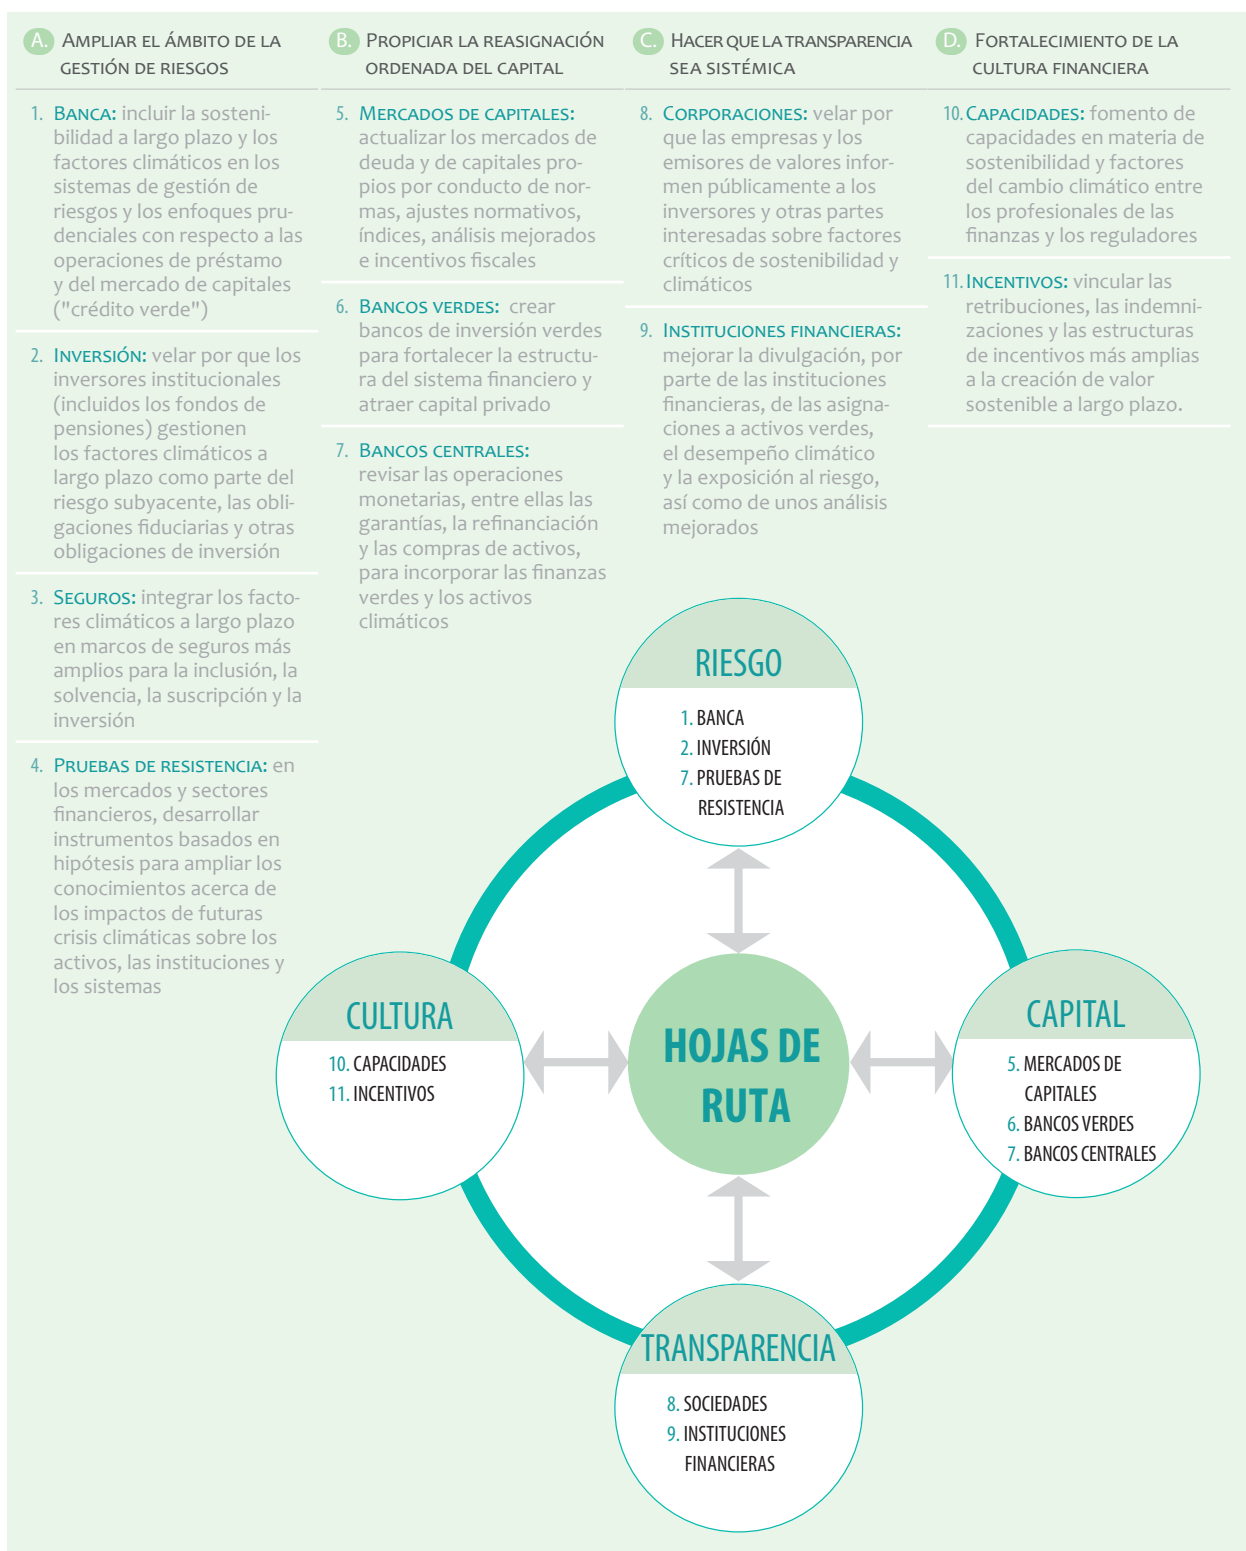 A. Ampliar el ámbito de la
gestión de riesgos
1. Banca: incluir la sosteni-
bilidad a largo plazo y los
factores climáticos en los
sistemas de gestión de
riesgos y los enfoques pru-
denciales con respecto a las
operaciones de préstamo
y del mercado de capitales
("crédito verde")
2. Inversión: velar por que los
inversores institucionales
(incluidos los fondos de
pensiones) gestionen
los factores climáticos a
largo plazo como parte del
riesgo subyacente, las obli-
gaciones fiduciarias y otras
obligaciones de inversión
3. Seguros: integrar los facto-
res climáticos a largo plazo
en marcos de seguros más
amplios para la inclusión, la
solvencia, la suscripción y la
inversión
4. Pruebas de resistencia: en
los mercados y sectores
financieros, desarrollar
instrumentos basados en
hipótesis para ampliar los
conocimientos acerca de
los impactos de futuras
crisis climáticas sobre los
activos, las instituciones y
los sistemas
B. Propiciar la reasignación
ordenada del capital
5. Mercados de capitales:
actualizar los mercados de
deuda y de capitales pro-
pios por conducto de nor-
mas, ajustes normativos,
índices, análisis mejorados
e incentivos fiscales
6. Bancos verdes: crear
bancos de inversión verdes
para fortalecer la estructu-
ra del sistema financiero y
atraer capital privado
7. Bancos centrales:
revisar las operaciones
monetarias, entre ellas las
garantías, la refinanciación
y las compras de activos,
para incorporar las finanzas
verdes y los activos
climáticos
C. Hacer que la transparencia
sea sistémica
8. Corporaciones: velar por
que las empresas y los
emisores de valores infor-
men públicamente a los
inversores y otras partes
interesadas sobre factores
críticos de sostenibilidad y
climáticos
9. Instituciones financieras:
mejorar la divulgación, por
parte de las instituciones
financieras, de las asigna-
ciones a activos verdes,
el desempeño climático
y la exposición al riesgo,
así como de unos análisis
mejorados
D. Fortalecimiento de la
cultura financiera
10. Capacidades: fomento de
capacidades en materia de
sostenibilidad y factores
del cambio climático entre
los profesionales de las
finanzas y los reguladores
11. Incentivos: vincular las
retribuciones, las indemni-
zaciones y las estructuras
de incentivos más amplias
a la creación de valor
sostenible a largo plazo.
RIESGO
1. BANCA
2. INVERSIÓN
7. PRUEBAS DE
RESISTENCIA
CULTURA
10. CAPACIDADES
11. INCENTIVOS
HOJAS DE
RUTA
CAPITAL
5. MERCADOS DE
CAPITALES
6. BANCOS VERDES
7. BANCOS CENTRALES
TRANSPARENCIA
8. SOCIEDADES
9. INSTITUCIONES
FINANCIERAS